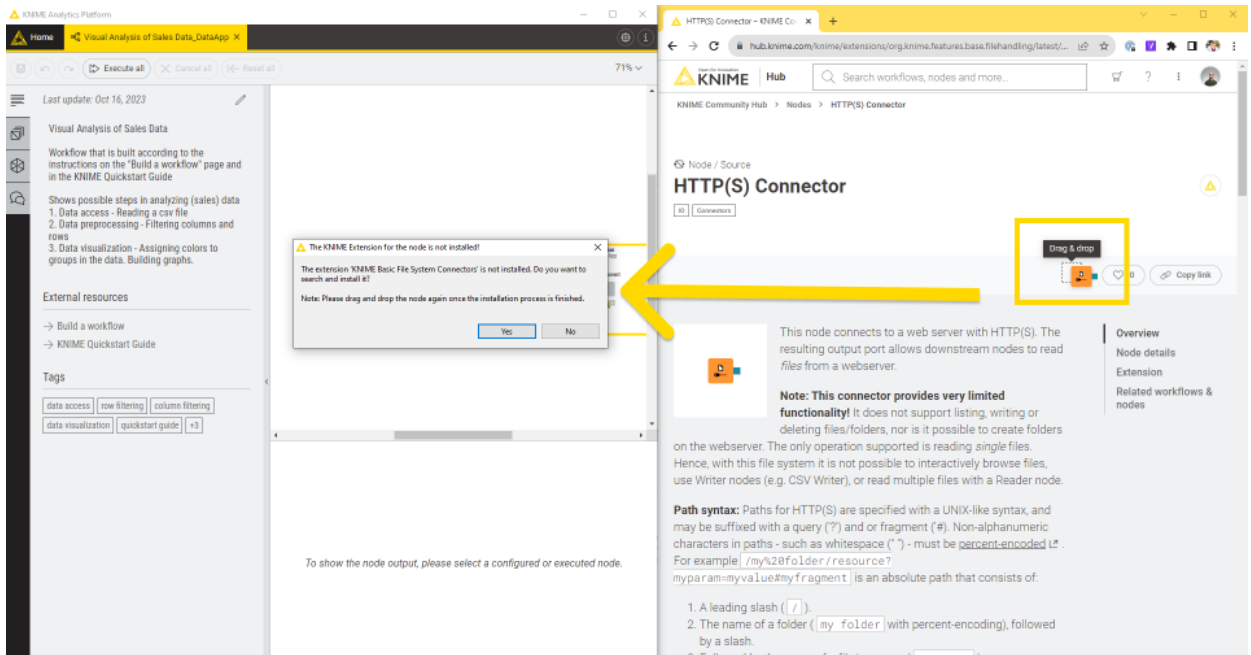 KNIME Analytics Platform
Home
Visual Analysis of Sales Data_DataApp
Execute all
Cancel all
Reset all
71%
Last update: Oct 16, 2023
Visual Analysis of Sales Data
Workflow that is built according to the
instructions on the "Build a workflow" page and
in the KNIME Quickstart Guide
Shows possible steps in analyzing (sales) data
1. Data access - Reading a csv file
2. Data preprocessing - Filtering columns and
rows
3. Data visualization - Assigning colors to
groups in the data. Building graphs.
External resources
→ Build a workflow
→ KNIME Quickstart Guide
Tags
data access
row filtering
column filtering
data visualization
quickstart guide
+3
The KNIME Extension for the node is not installed!
The extension 'KNIME Basic File System Connectors' is not installed. Do you want to
search and install it?
Note: Please drag and drop the node again once the installation process is finished.
Yes
No
To show the node output, please select a configured or executed node.
HTTP(S) Connector – KNIME Co
hub.knime.com/knime/extensions/org.knime.features.base.filehandling/latest/...
Open for Innovation
KNIME
Hub
Search workflows, nodes and more...
KNIME Community Hub > Nodes > HTTP(S) Connector
Node / Source
HTTP(S) Connector
IO
Connectors
Drag & drop
0
Copy link
This node connects to a web server with HTTP(S). The
resulting output port allows downstream nodes to read
files from a webserver.
Note: This connector provides very limited
functionality! It does not support listing, writing or
deleting files/folders, nor is it possible to create folders
on the webserver. The only operation supported is reading single files.
Hence, with this file system it is not possible to interactively browse files,
use Writer nodes (e.g. CSV Writer), or read multiple files with a Reader node.
Path syntax: Paths for HTTP(S) are specified with a UNIX-like syntax, and
may be suffixed with a query ('?') and or fragment ('#). Non-alphanumeric
characters in paths - such as whitespace (" ") - must be percent-encoded .
For example /my%20folder/resource?
myparam=myvalue#myfragment is an absolute path that consists of:
1. A leading slash ( / ).
2. The name of a folder ( my folder with percent-encoding), followed
by a slash.
Overview
Node details
Extension
Related workflows &
nodes